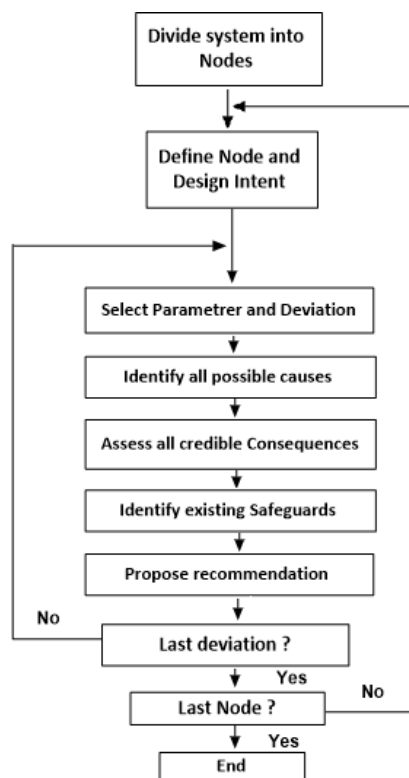 Divide system into
Nodes
Define Node and
Design Intent
Select Parametrer and Deviation
Identify all possible causes
Assess all credible Consequences
Identify existing Safeguards
Propose recommendation
No
Last deviation ?
Yes
No
Last Node ?
Yes
End